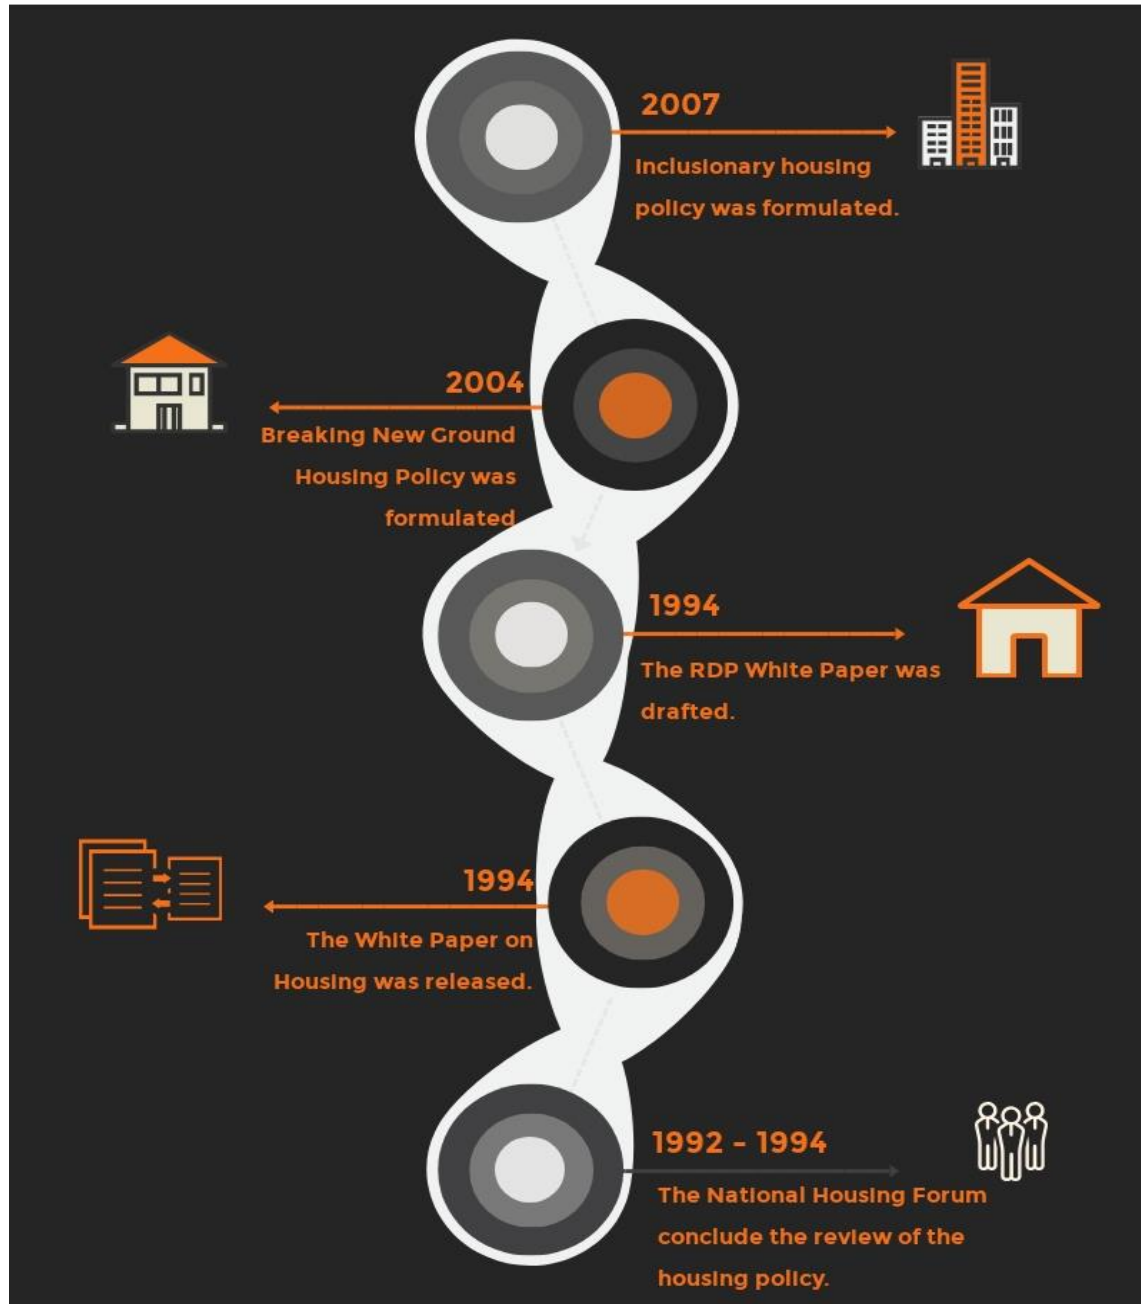 2007
Inclusionary housing
policy was formulated.
2004
Breaking New Ground
Housing Policy was
formulated
1994
The RDP White Paper was
drafted.
1994
The White Paper on
Housing was released.
1992 - 1994
The National Housing Forum
conclude the review of the
housing policy.